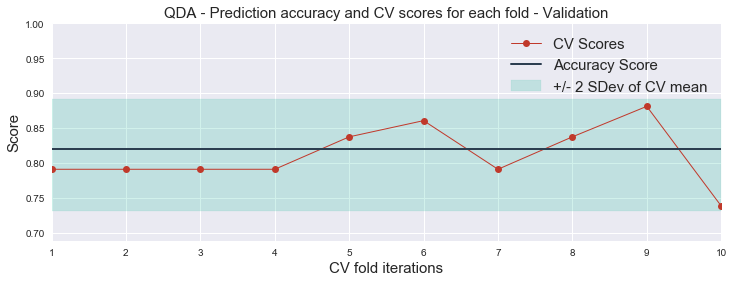 QDA - Prediction accuracy and CV scores for each fold - Validation
Score
1.00
0.95
0.90
0.85
0.80
0.75
0.70
CV Scores
Accuracy Score
+/- 2 SDev of CV mean
1 2 3 4 5 6 7 8 9 10
CV fold iterations